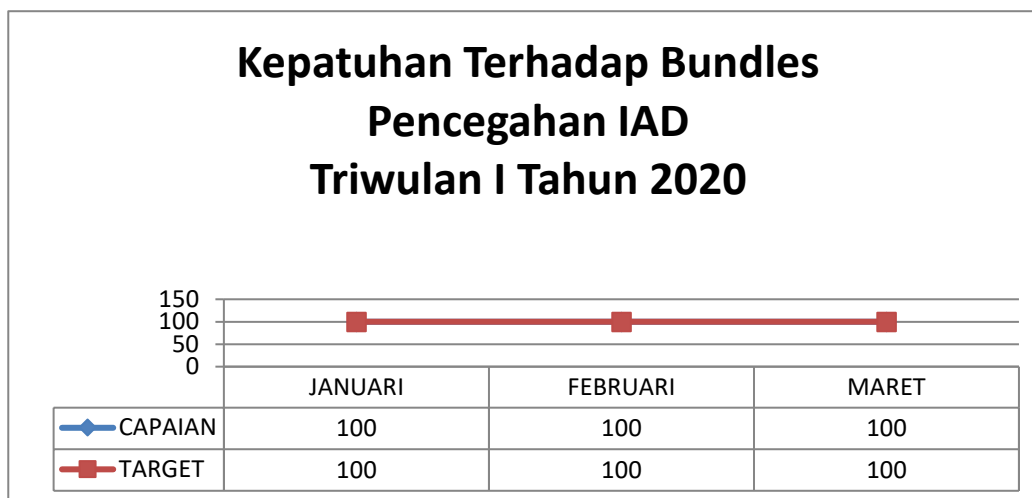 Kepatuhan Terhadap Bundles
Pencegahan IAD
Triwulan I Tahun 2020
150
100
50
0
JANUARI FEBRUARI MARET
CAPAIAN 100 100 100
TARGET 100 100 100